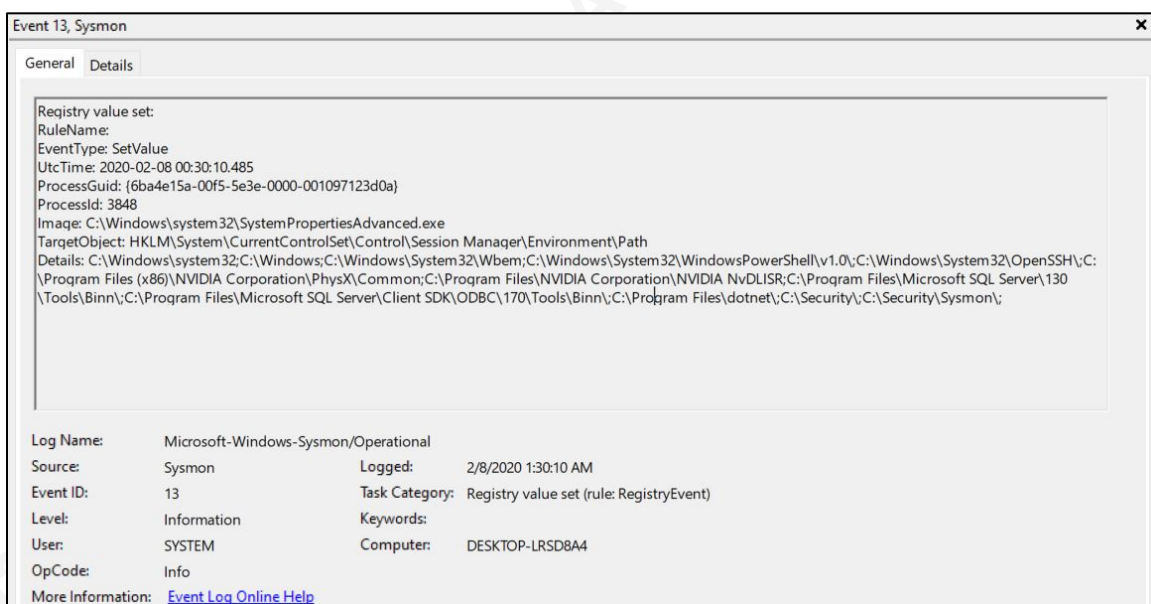 Event 13, Sysmon
General Details
Registry value set:
RuleName:
EventType: SetValue
UtcTime: 2020-02-08 00:30:10.485
ProcessGuid: {6ba4e15a-00f5-5e3e-0000-001097123d0a}
ProcessId: 3848
Image: C:\Windows\system32\SystemPropertiesAdvanced.exe
TargetObject: HKLM\System\CurrentControlSet\Control\Session Manager\Environment\Path
Details: C:\Windows\system32;C:\Windows;C:\Windows\System32\Wbem;C:\Windows\System32\WindowsPowerShell\v1.0\;C:\Windows\System32\OpenSSH\;C:
\Program Files (x86)\NVIDIA Corporation\PhysX\Common;C:\Program Files\NVIDIA Corporation\NVIDIA NvDLISR;C:\Program Files\Microsoft SQL Server\130
\Tools\Binn\;C:\Program Files\Microsoft SQL Server\Client SDK\ODBC\170\Tools\Binn\;C:\Program Files\dotnet\;C:\Security\;C:\Security\Sysmon\;
Log Name: Microsoft-Windows-Sysmon/Operational
Source: Sysmon Logged: 2/8/2020 1:30:10 AM
Event ID: 13 Task Category: Registry value set (rule: RegistryEvent)
Level: Information Keywords:
User: SYSTEM Computer: DESKTOP-LRSD8A4
OpCode: Info
More Information: Event Log Online Help